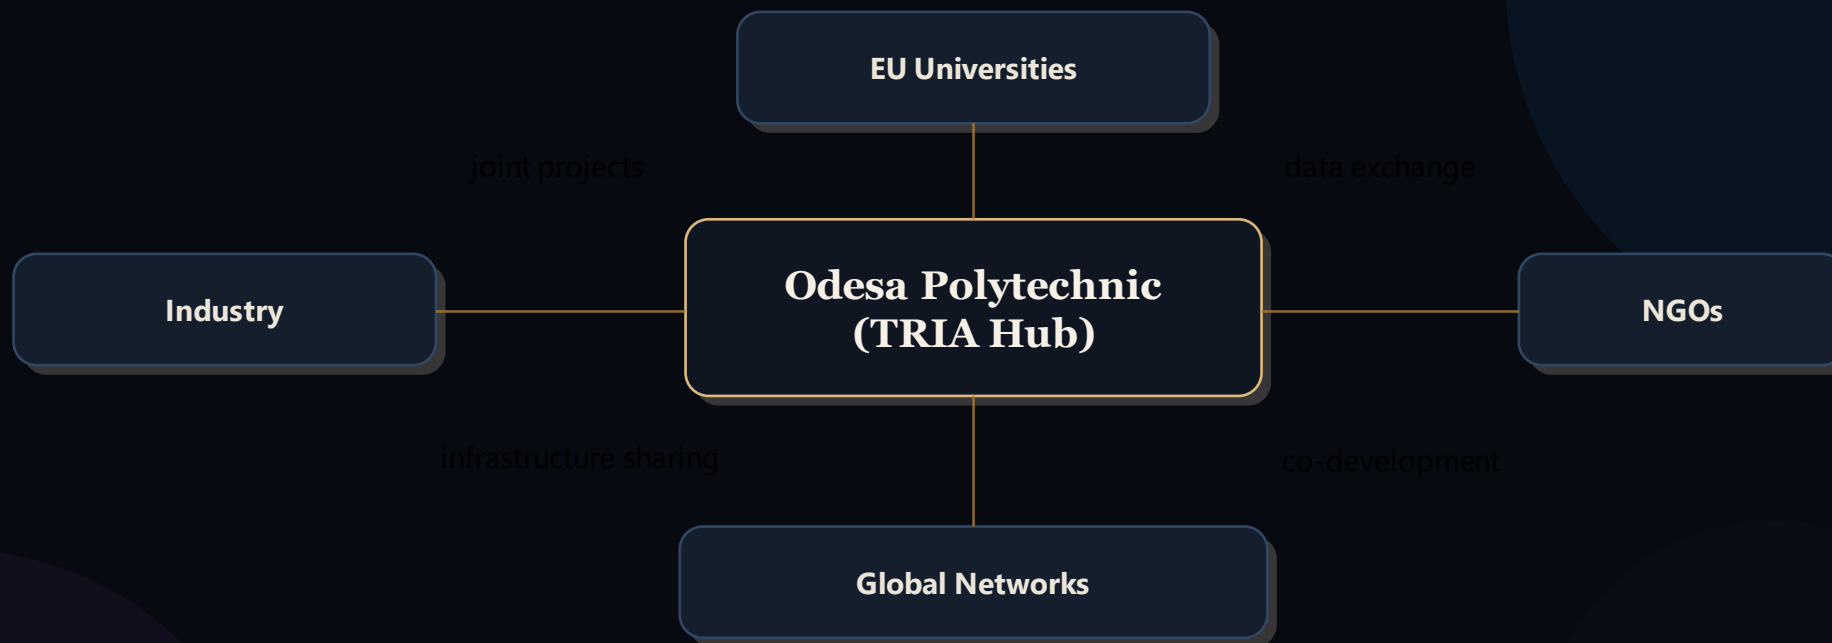 EU Universities
joint projects
data exchange
Industry
Odesa Polytechnic
(TRIA Hub)
NGOs
infrastructure sharing
co-development
Global Networks